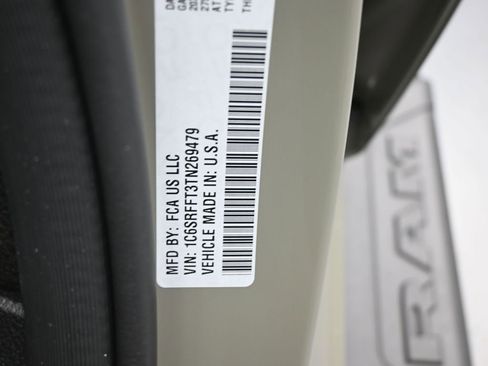 MFD BY: FCA US LLC
VIN: 1C6SRFFT3TN269479
VEHICLE MADE IN: U.S.A.
RAM